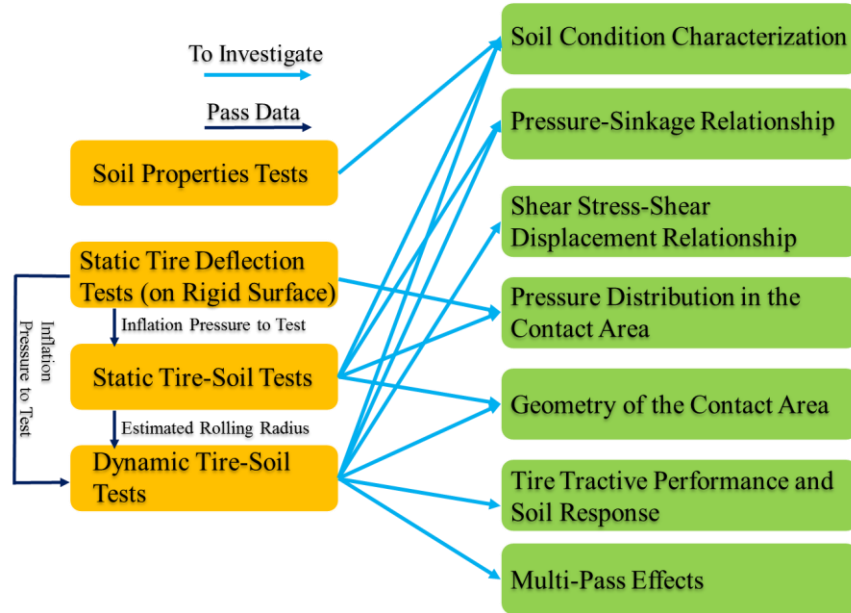 To Investigate
Pass Data
Soil Properties Tests
Static Tire Deflection
Tests (on Rigid Surface)
Inflation Pressure to Test
Inflation
Pressure to Test
Static Tire-Soil Tests
Estimated Rolling Radius
Dynamic Tire-Soil
Tests
Soil Condition Characterization
Pressure-Sinkage Relationship
Shear Stress-Shear
Displacement Relationship
Pressure Distribution in the
Contact Area
Geometry of the Contact Area
Tire Tractive Performance and
Soil Response
Multi-Pass Effects